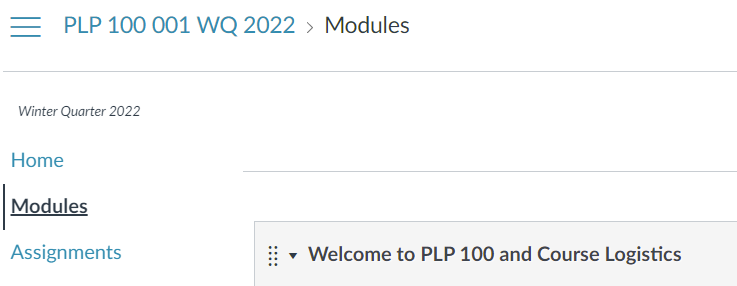 PLP 100 001 WQ 2022 > Modules
Winter Quarter 2022
Home
Modules
Assignments
Welcome to PLP 100 and Course Logistics